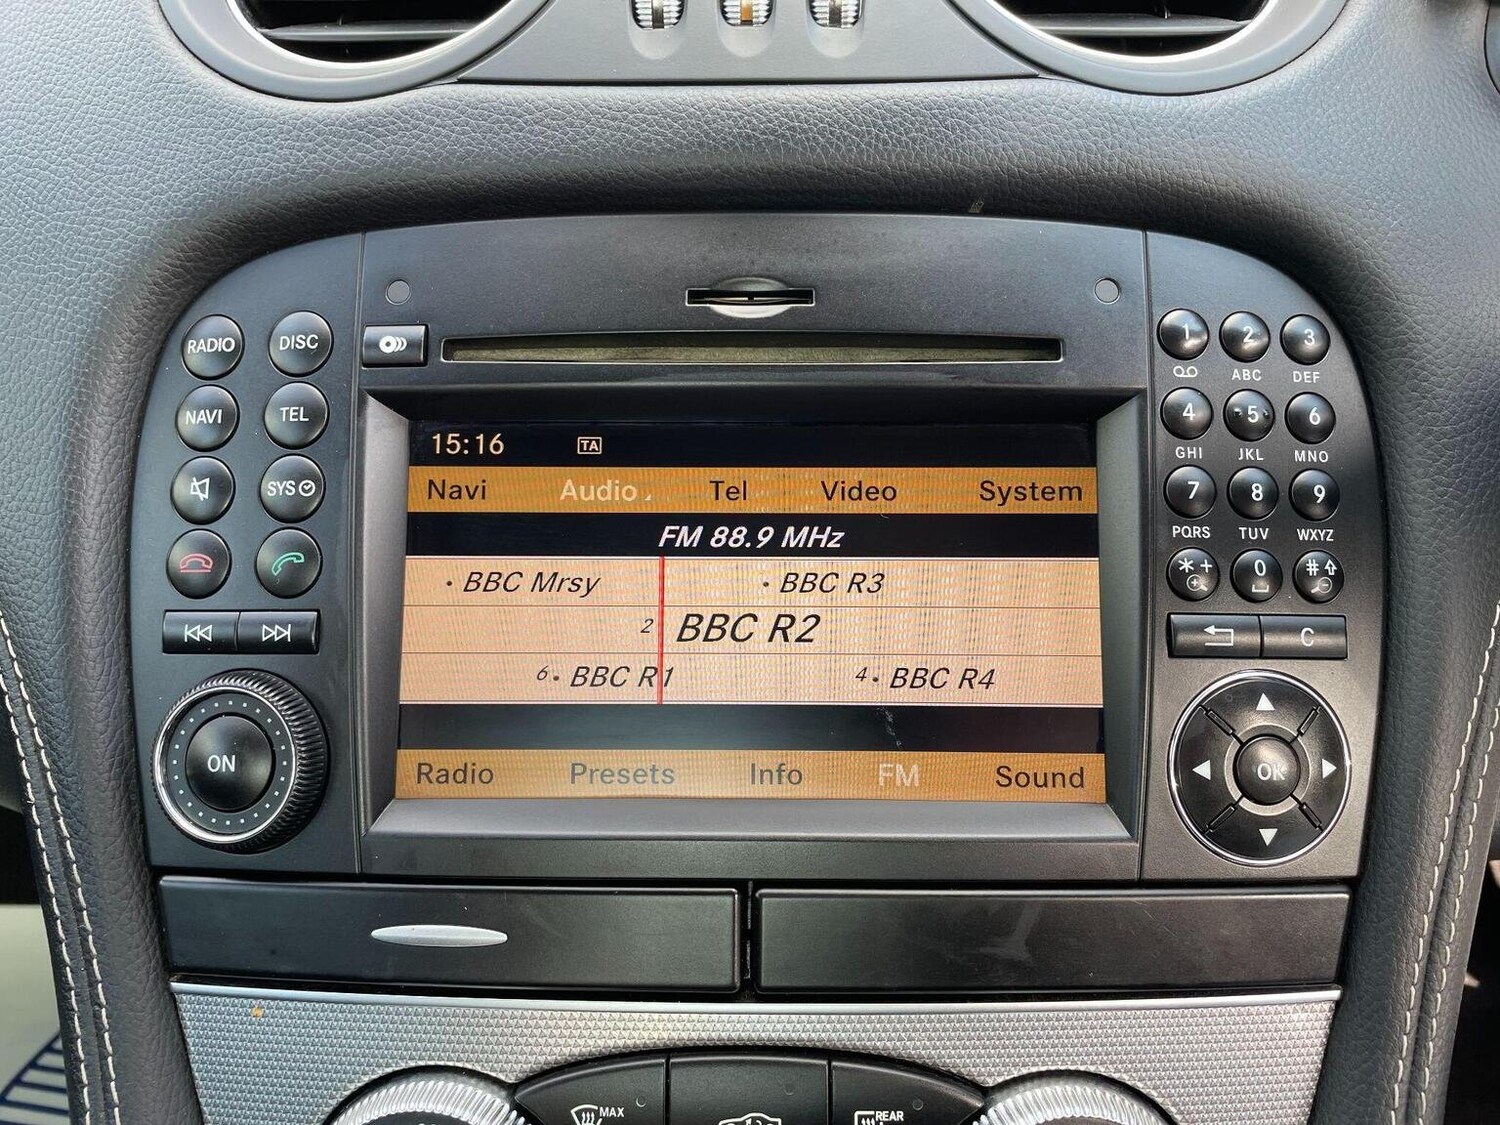 RADIO DISC
NAVI TEL
SYS
ON
15:16 TA
Navi Audio Tel Video System
FM 88.9 MHz
• BBC Mrsy • BBC R3
2 BBC R2
6• BBC R1 4• BBC R4
Radio Presets Info FM Sound
1 2 3
ABC DEF
4 5 6
GHI JKL MNO
7 8 9
PQRS TUV WXYZ
* + 0 #
C
OK
MAX REAR